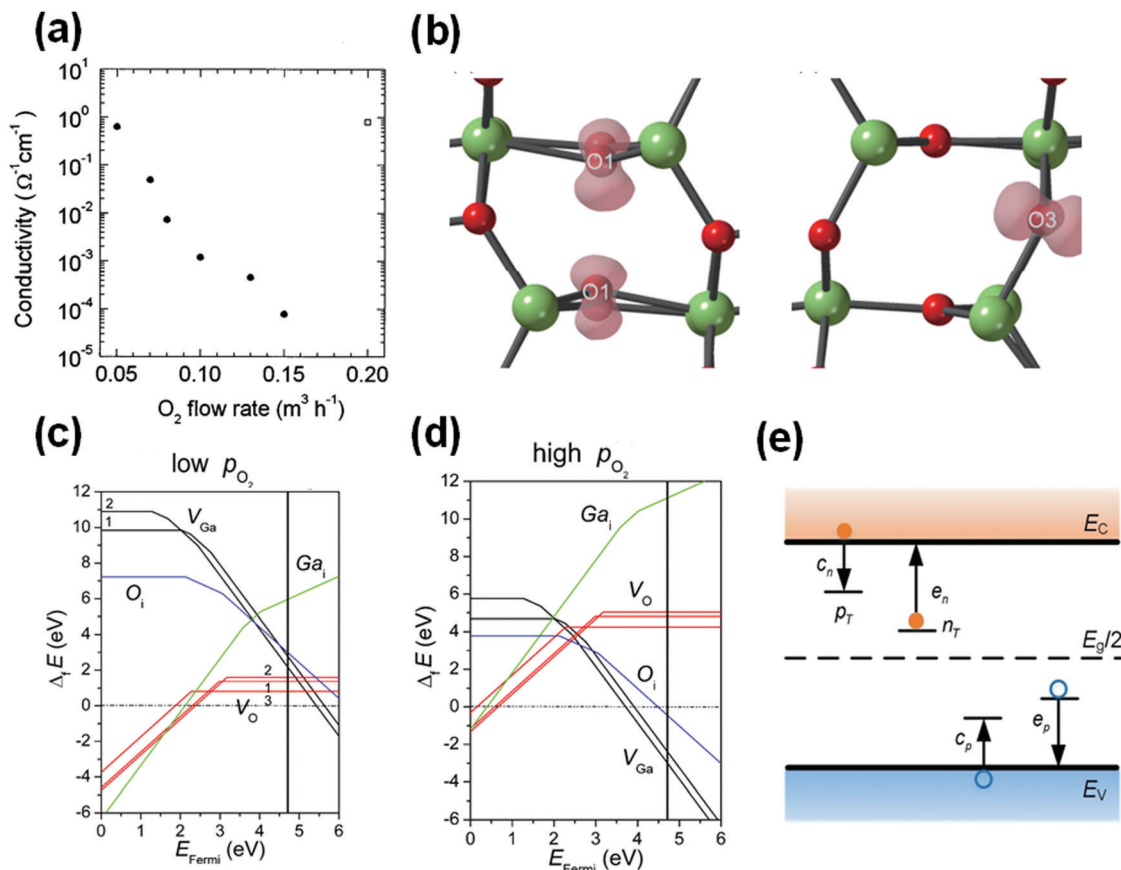 (a)
Conductivity (Ω⁻¹cm⁻¹)
10¹
10⁰
10⁻¹
10⁻²
10⁻³
10⁻⁴
10⁻⁵
0.05 0.10 0.15 0.20
O₂ flow rate (m³ h⁻¹)
(b)
O1
O1
O3
(c)
low p_O₂
Δ_f E (eV)
12
10
8
6
4
2
0
-2
-4
-6
2
1
V_Ga
Ga_i
O_i
2
1
3
V_O
0 1 2 3 4 5 6
E_Fermi (eV)
(d)
high p_O₂
Δ_f E (eV)
12
10
8
6
4
2
0
-2
-4
-6
Ga_i
V_O
O_i
V_Ga
0 1 2 3 4 5 6
E_Fermi (eV)
(e)
E_C
c_n
e_n
p_T
n_T
E_g/2
c_p
e_p
E_V